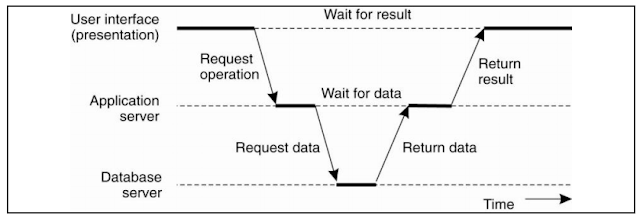 User interface
(presentation)
Wait for result
Request
operation
Return
result
Application
server
Wait for data
Request data
Return data
Database
server
Time